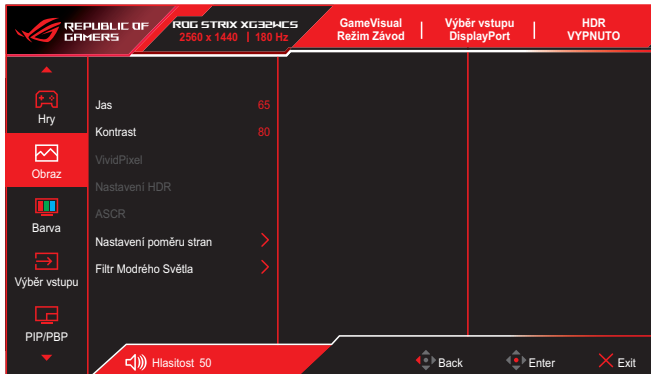 REPUBLIC OF
GAMERS
ROG STRIX XG32WCS
2560 x 1440 | 180 Hz
GameVisual
Režim Závod
Výběr vstupu
DisplayPort
HDR
VYPNUTO
Hry
Obraz
Barva
Výběr vstupu
PIP/PBP
Jas 65
Kontrast 80
VividPixel
Nastavení HDR
ASCR
Nastavení poměru stran
Filtr Modrého Světla
Hlasitost 50
Back
Enter
Exit